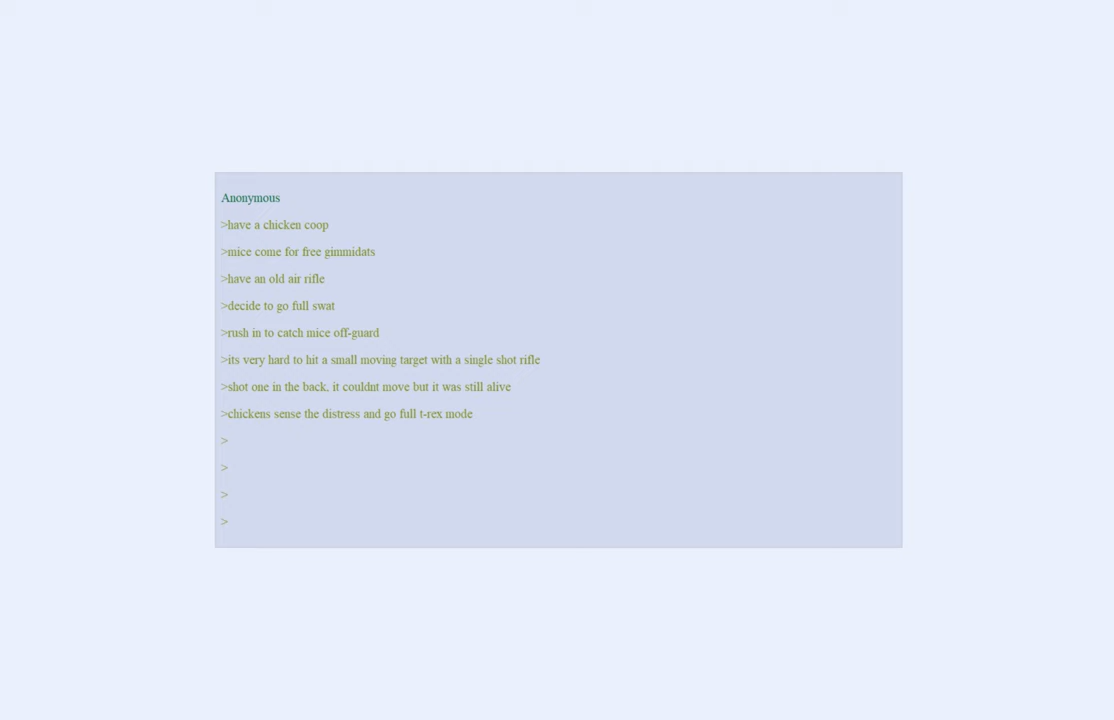 Anonymous
>have a chicken coop
>mice come for free gimmidats
>have an old air rifle
>decide to go full swat
>rush in to catch mice off-guard
>its very hard to hit a small moving target with a single shot rifle
>shot one in the back, it couldnt move but it was still alive
>chickens sense the distress and go full t-rex mode
>
>
>
>